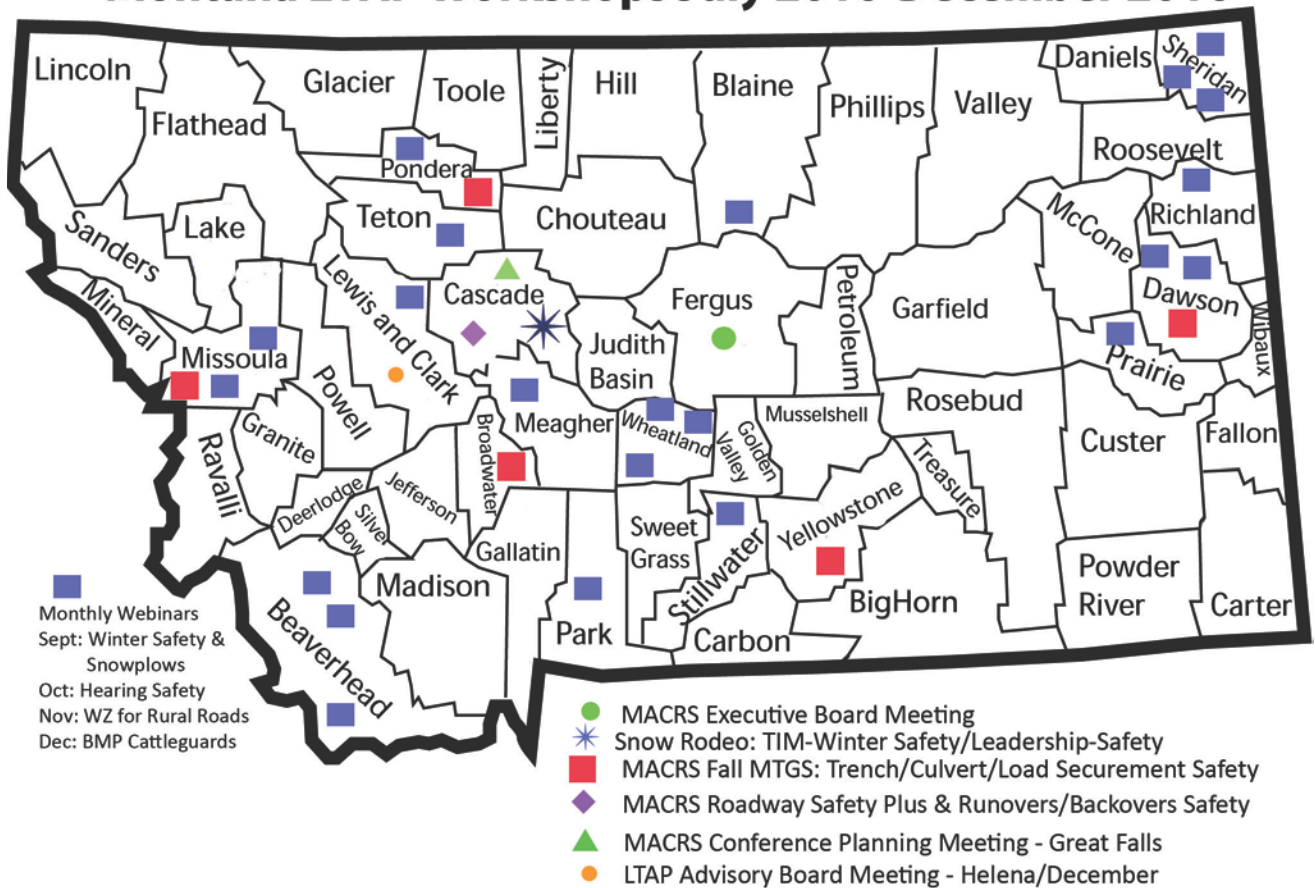 Montana LTAP Workshops July December
Lincoln
Flathead
Glacier
Toole
Liberty
Hill
Blaine
Phillips
Valley
Daniels
Sheridan
Roosevelt
Pondera
Teton
Chouteau
Richland
McCone
Sanders
Lake
Lewis and Clark
Cascade
Fergus
Petroleum
Garfield
Dawson
Wibaux
Mineral
Missoula
Powell
Judith
Basin
Prairie
Meagher
Wheatland
Golden
Valley
Musselshell
Rosebud
Treasure
Custer
Fallon
Ravalli
Granite
Deerlodge
Silve
Bow
Jefferson
Broadwater
Gallatin
Sweet
Grass
Stillwater
Yellowstone
BigHorn
Powder
River
Carter
Beaverhead
Madison
Park
Carbon
Monthly Webinars
Sept: Winter Safety &
Snowplows
Oct: Hearing Safety
Nov: WZ for Rural Roads
Dec: BMP Cattleguards
MACRS Executive Board Meeting
Snow Rodeo: TIM-Winter Safety/Leadership-Safety
MACRS Fall MTGS: Trench/Culvert/Load Securement Safety
MACRS Roadway Safety Plus & Runovers/Backovers Safety
MACRS Conference Planning Meeting - Great Falls
LTAP Advisory Board Meeting - Helena/December